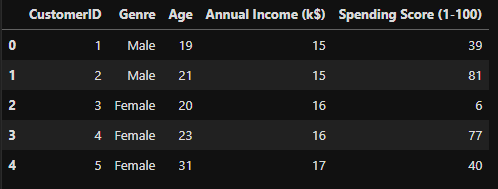 CustomerID Genre Age Annual Income (k$) Spending Score (1-100)
0 1 Male 19 15 39
1 2 Male 21 15 81
2 3 Female 20 16 6
3 4 Female 23 16 77
4 5 Female 31 17 40